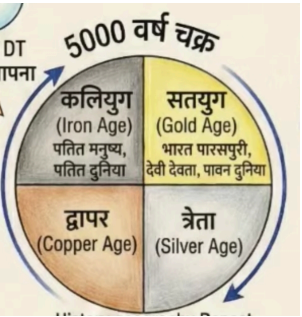 DT
5000 वर्ष चक्र
कलियुग
(Iron Age)
पतित मनुष्य,
पतित दुनिया
सतयुग
(Gold Age)
भारत पारसपुरी,
देवी देवता, पावन दुनिया
द्वापर
(Copper Age)
त्रेता
(Silver Age)